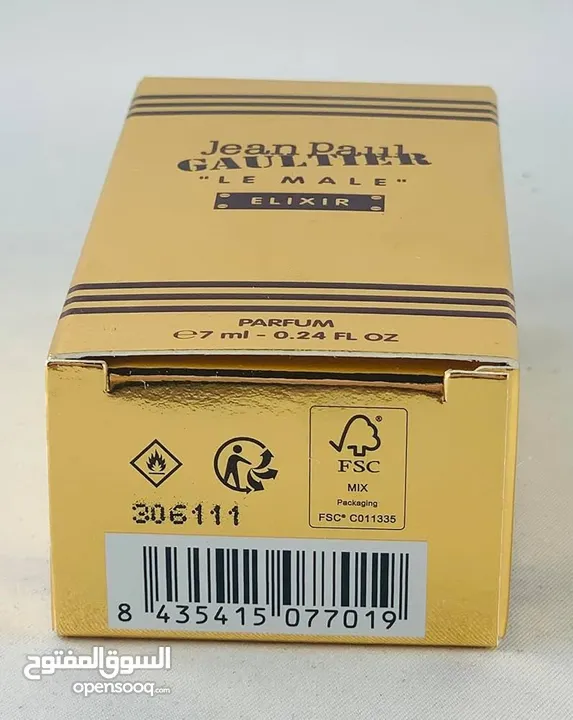 Jean Paul
GAULTIER
"LE MALE"
ELIXIR
PARFUM
℮7 ml - 0.24 FL OZ
FSC
MIX
Packaging
FSC® C011335
306111
8 435415 077019
السوق المفتوح
opensooq.com